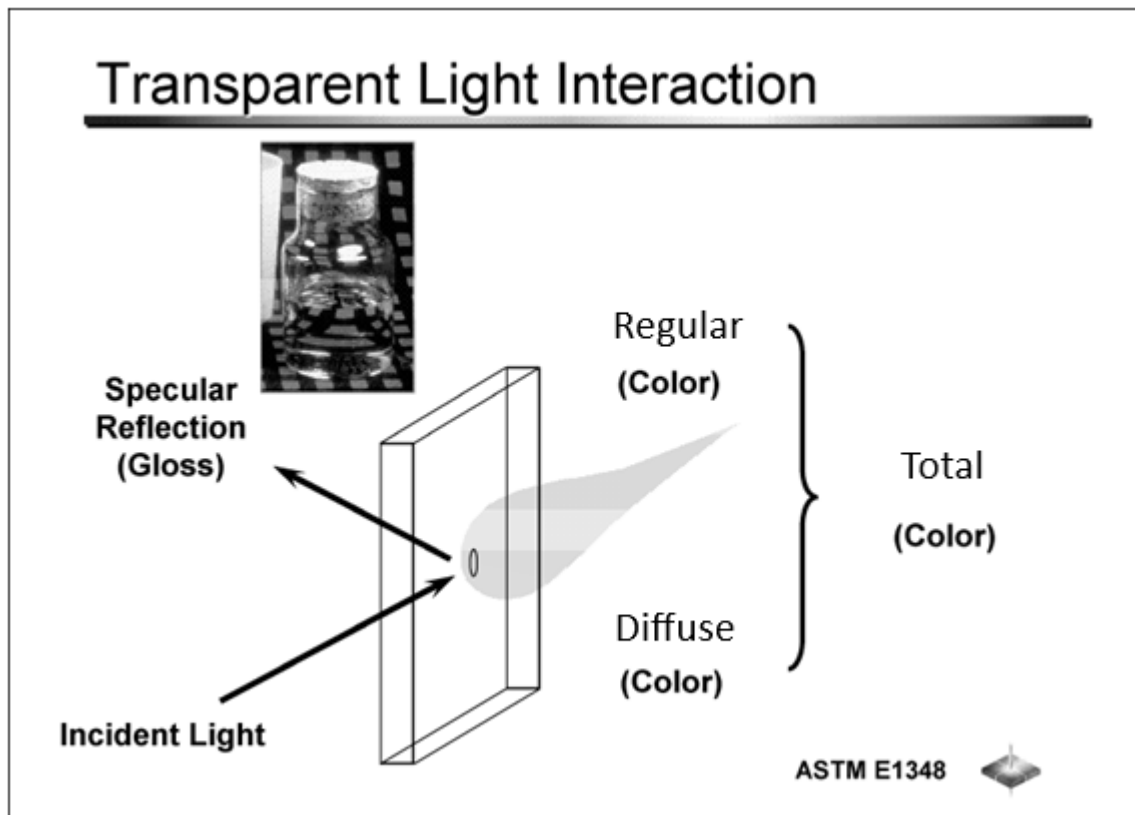 Transparent Light Interaction
Specular
Reflection
(Gloss)
Incident Light
Regular
(Color)
Diffuse
(Color)
Total
(Color)
ASTM E1348